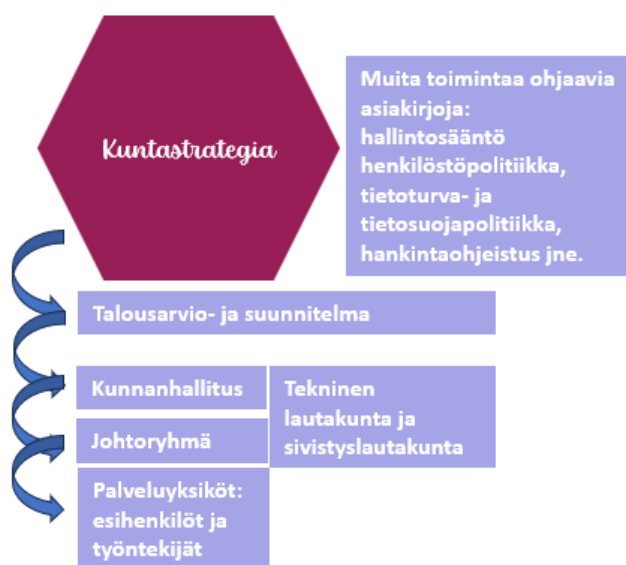 Kuntastrategia
Muita toimintaa ohjaavia
asiakirjoja:
hallintosääntö
henkilöstöpolitiikka,
tietoturva- ja
tietosuojapolitiikka,
hankintaohjeistus jne.
Talousarvio- ja suunnitelma
Kunnanhallitus
Johtoryhmä
Tekninen
lautakunta ja
sivistyslautakunta
Palveluyksiköt:
esihenkilöt ja
työntekijät